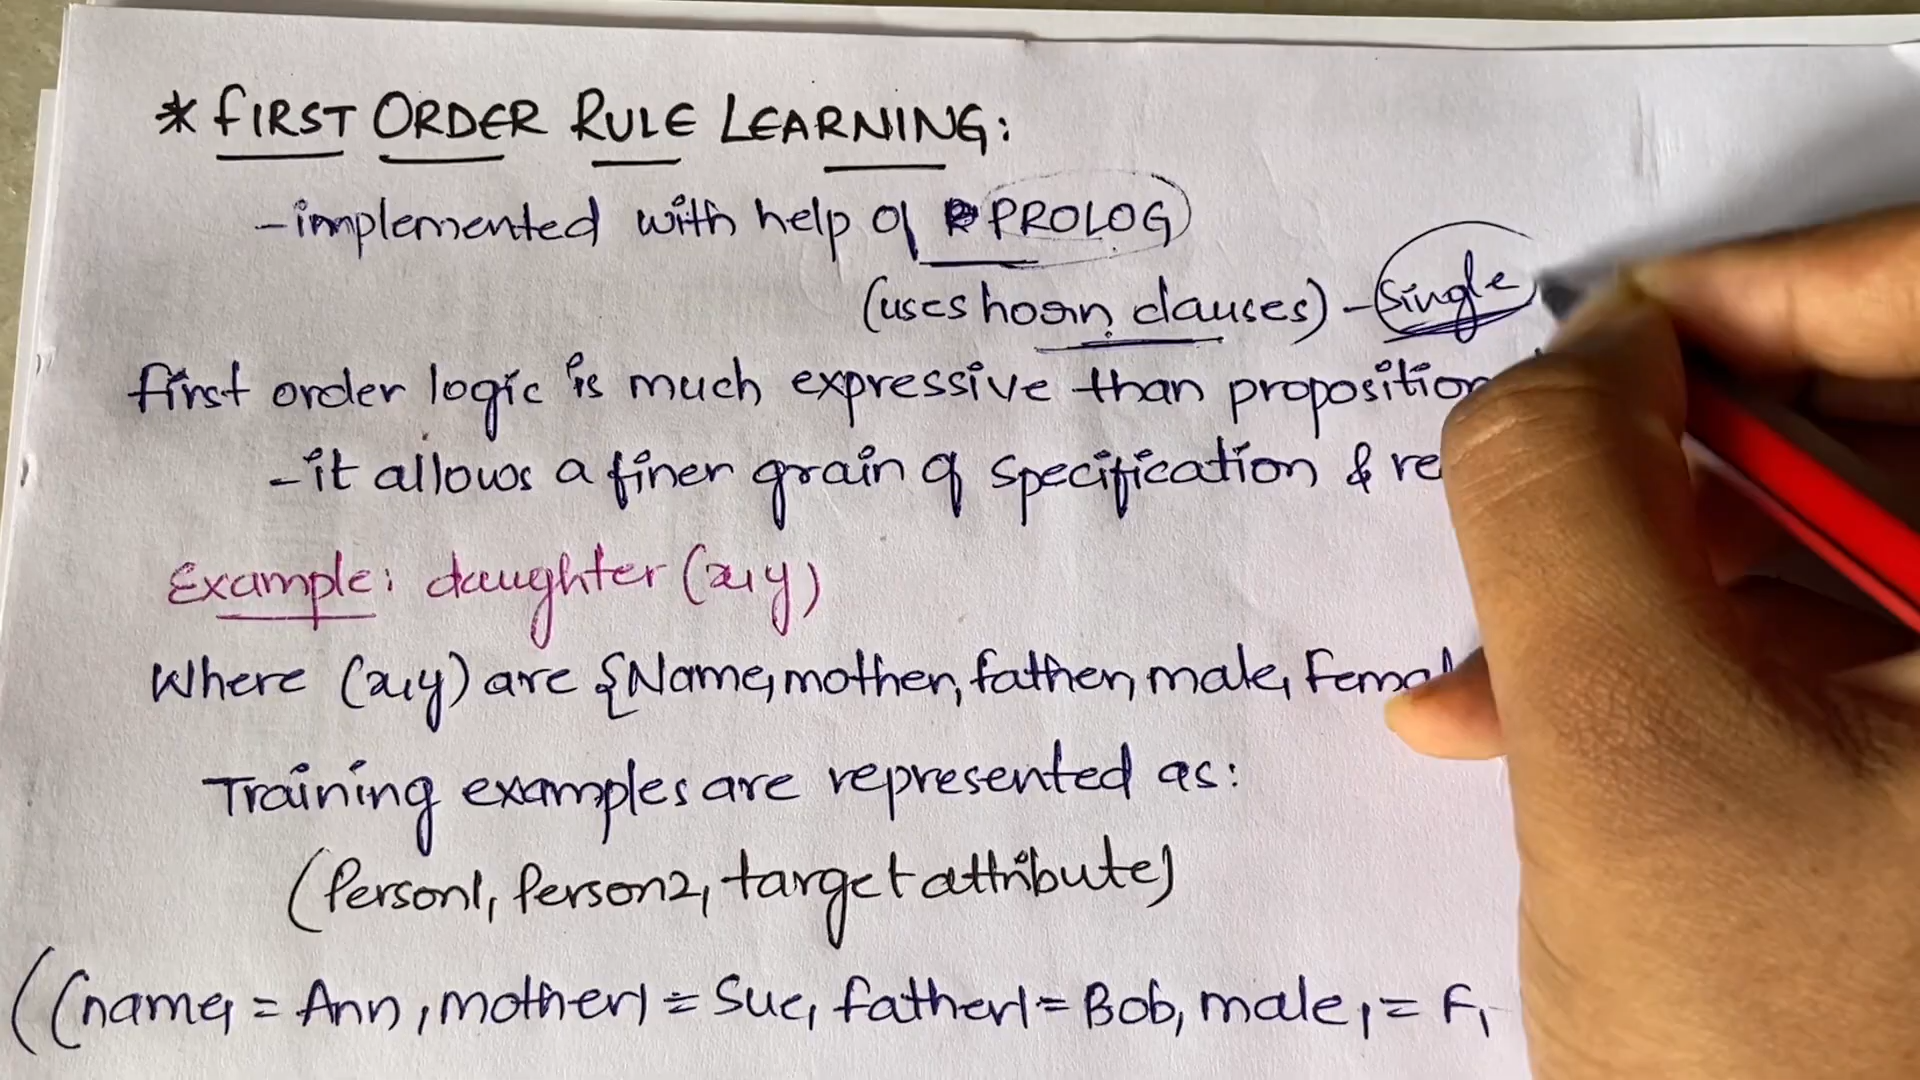 * FIRST ORDER RULE LEARNING:
- implemented with help of PROLOG
(uses horn clauses) - single
first order logic is much expressive than proposition
- it allows a finer grain of specification & re
Example: daughter (x,y)
Where (x,y) are {Name, mother, father, male, Femal
Training examples are represented as:
(Person1, Person2, target attribute)
((name1 = Ann, mother1 = Sue, father1 = Bob, male1 = F,